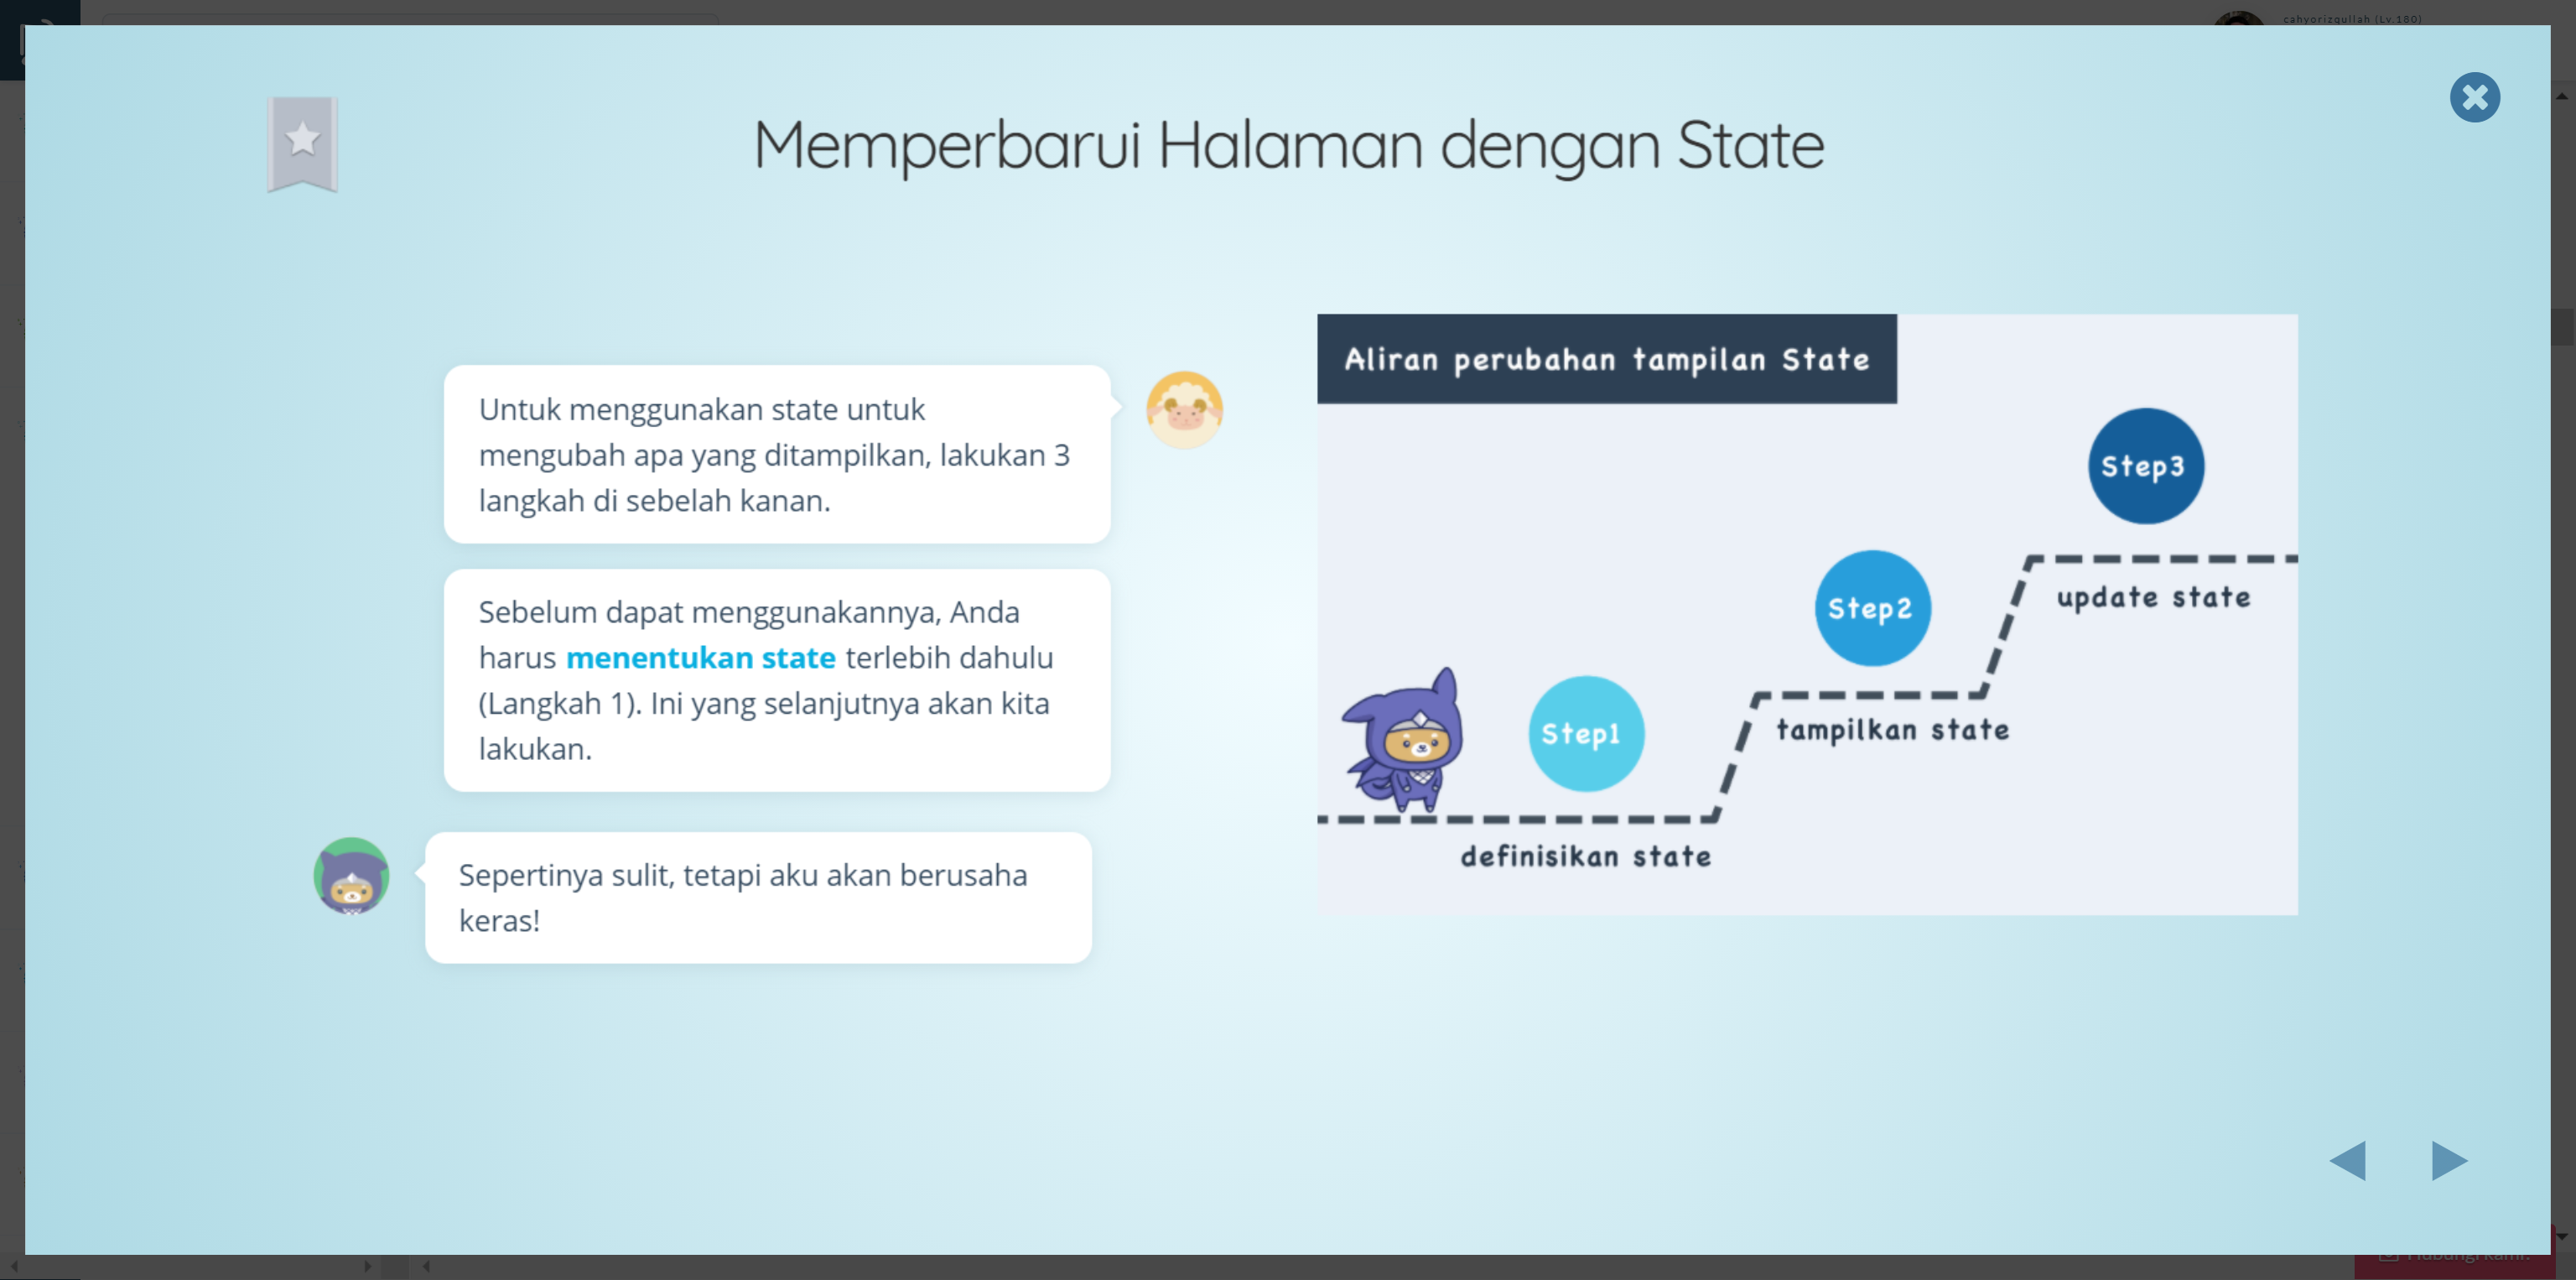 cahyorizqullah (Lv.180)
Memperbarui Halaman dengan State
Untuk menggunakan state untuk
mengubah apa yang ditampilkan, lakukan 3
langkah di sebelah kanan.
Sebelum dapat menggunakannya, Anda
harus menentukan state terlebih dahulu
(Langkah 1). Ini yang selanjutnya akan kita
lakukan.
Sepertinya sulit, tetapi aku akan berusaha
keras!
Aliran perubahan tampilan State
Step3
update state
Step2
tampilkan state
Step1
definisikan state